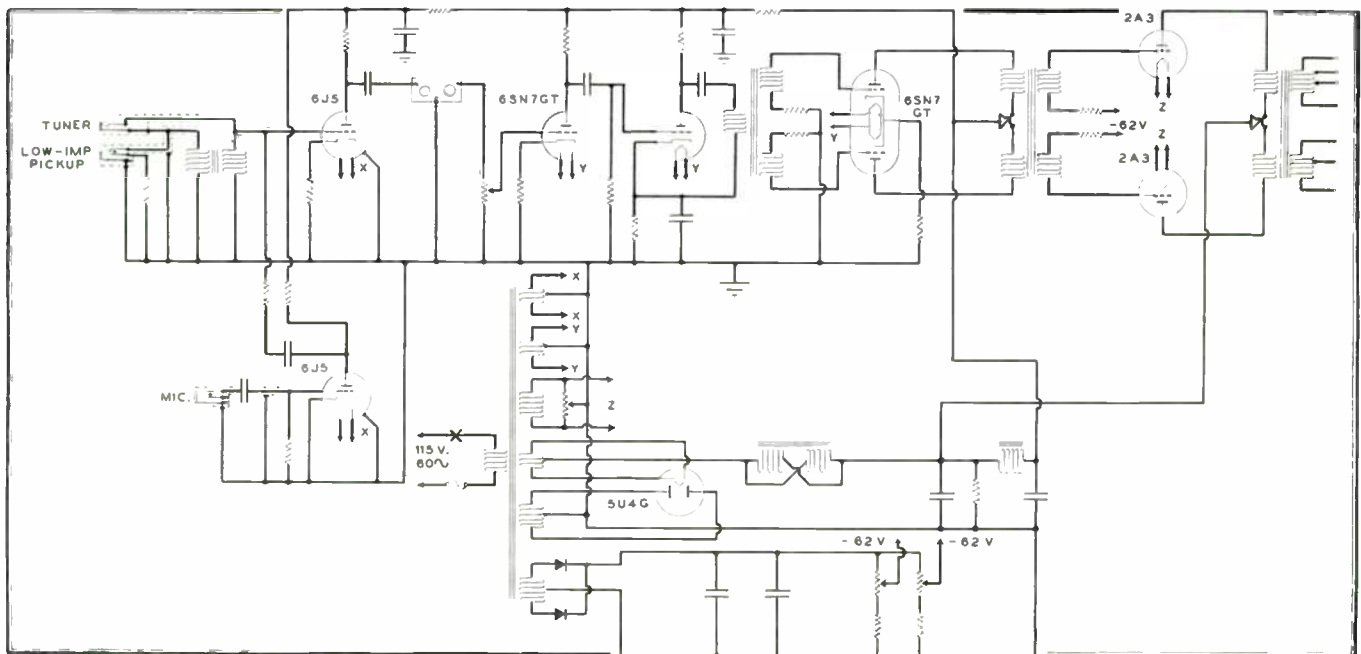 2A3
6J5
6SN7GT
6SN7
GT
TUNER
LOW-IMP
PICKUP
X
Y
Y
Y
Z
-62V
Z
2A3
X
X
Y
Y
Z
6J5
MIC.
X
115 V.
60∿
5U4G
- 62 V
- 62 V